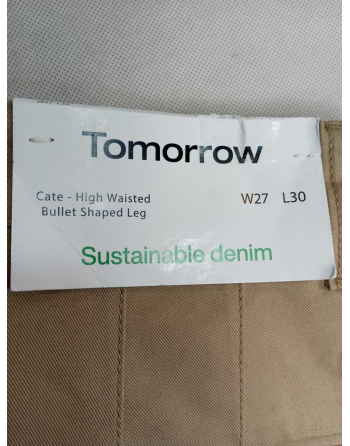 Tomorrow
Cate - High Waisted W27 L30
Bullet Shaped Leg
Sustainable denim